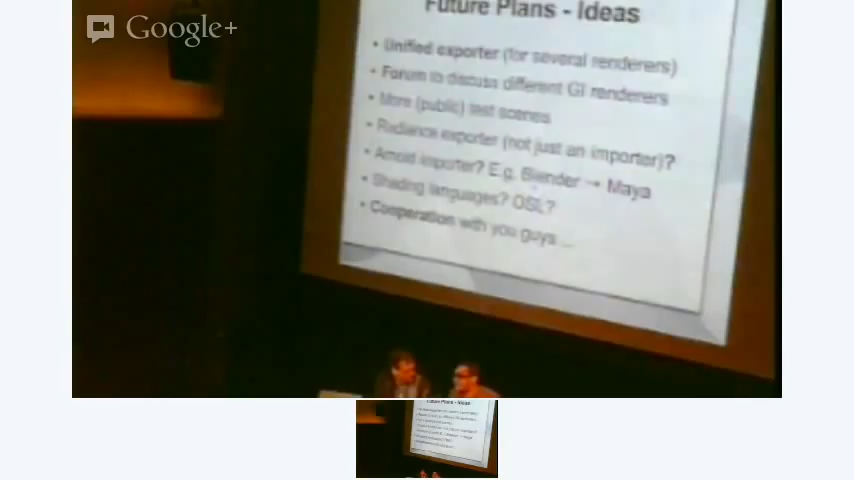 Google+
Future Plans - Ideas
• Unified exporter (for several renderers)
• Forum to discuss different GI renderers
• More (public) test scenes
• Radiance exporter (not just an importer)?
• Arnold importer? E.g. Blender → Maya
• Shading languages? OSL?
• Cooperation with you guys ...